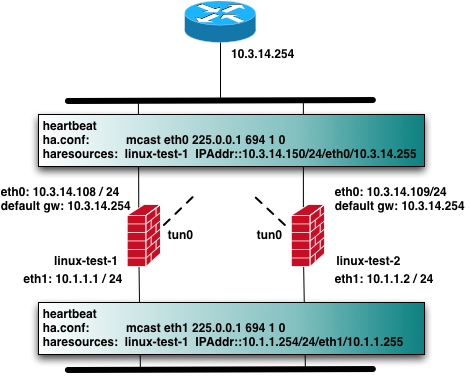 10.3.14.254
heartbeat
ha.conf: mcast eth0 225.0.0.1 694 1 0
haresources: linux-test-1 IPAddr::10.3.14.150/24/eth0/10.3.14.255
eth0: 10.3.14.108 / 24
default gw: 10.3.14.254
eth0: 10.3.14.109/24
default gw: 10.3.14.254
tun0
tun0
linux-test-1
eth1: 10.1.1.1 / 24
linux-test-2
eth1: 10.1.1.2 / 24
heartbeat
ha.conf: mcast eth1 225.0.0.1 694 1 0
haresources: linux-test-1 IPAddr::10.1.1.254/24/eth1/10.1.1.255